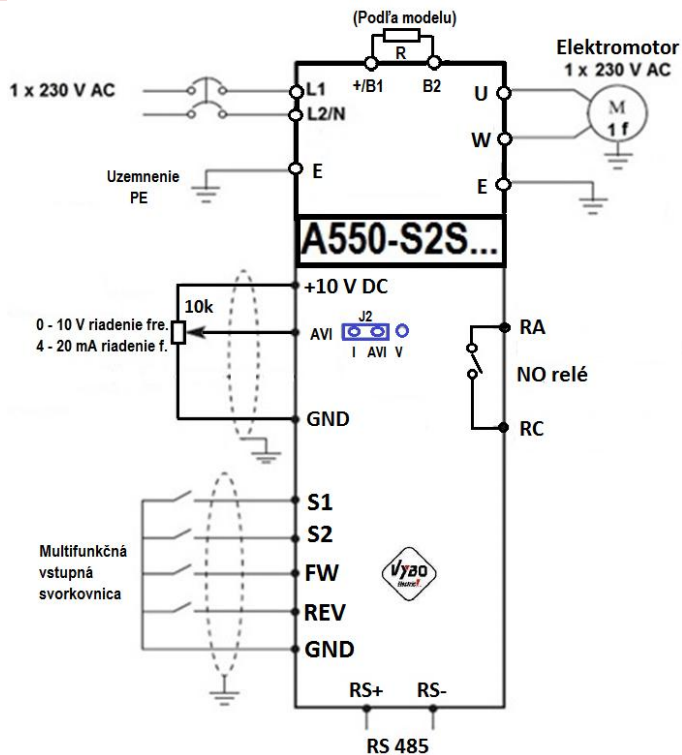 (Podľa modelu)
R
+/B1 B2
Elektromotor
1 x 230 V AC
1 x 230 V AC
L1
L2/N
U
M
1 f
W
Uzemnenie
PE
E
E
A550-S2S...
+10 V DC
10k
0 - 10 V riadenie fre.
4 - 20 mA riadenie f.
AVI
J2
I AVI V
RA
NO relé
RC
GND
S1
S2
Multifunkčná
vstupná
svorkovnica
FW
REV
GND
VYBO
Electric
RS+ RS-
RS 485